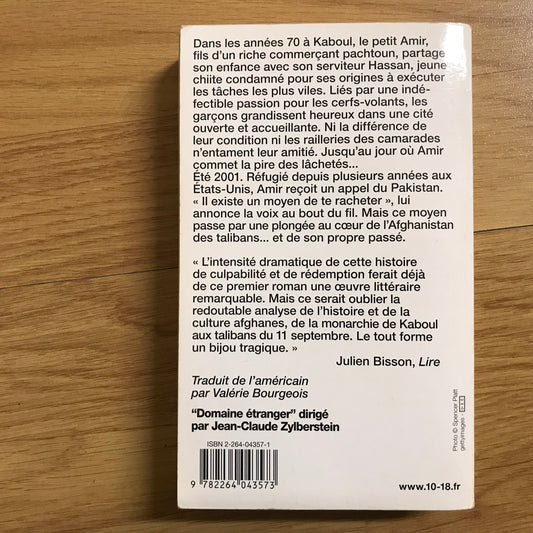 Dans les années 70 à Kaboul, le petit Amir,
fils d'un riche commerçant pachtoun, partage
son enfance avec son serviteur Hassan, jeune
chiite condamné pour ses origines à exécuter
les tâches les plus viles. Liés par une indé-
fectible passion pour les cerfs-volants, les
garçons grandissent heureux dans une cité
ouverte et accueillante. Ni la différence de
leur condition ni les railleries des camarades
n'entament leur amitié. Jusqu'au jour où Amir
commet la pire des lâchetés...
Été 2001. Réfugié depuis plusieurs années aux
États-Unis, Amir reçoit un appel du Pakistan.
« Il existe un moyen de te racheter », lui
annonce la voix au bout du fil. Mais ce moyen
passe par une plongée au cœur de l'Afghanistan
des talibans... et de son propre passé.
« L'intensité dramatique de cette histoire
de culpabilité et de rédemption ferait déjà
de ce premier roman une œuvre littéraire
remarquable. Mais ce serait oublier la
redoutable analyse de l'histoire et de la
culture afghanes, de la monarchie de Kaboul
aux talibans du 11 septembre. Le tout forme
un bijou tragique. »
Julien Bisson, Lire
Traduit de l'américain
par Valérie Bourgeois
"Domaine étranger" dirigé
par Jean-Claude Zylberstein
ISBN 2-264-04357-1
9 782264 043573
www.10-18.fr
Photo © Spencer Platt
gettyimages